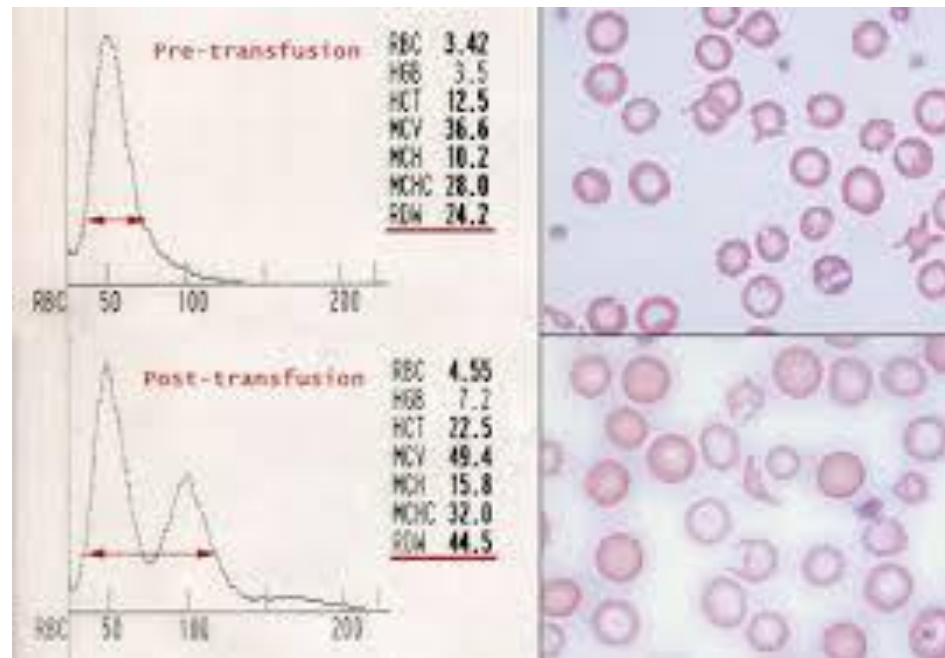 Pre-transfusion
RBC 3.42
HGB 3.5
HCT 12.5
MCV 36.6
MCH 10.2
MCHC 28.0
RDW 24.2
RBC 50 100 200
Post-transfusion
RBC 4.55
HGB 7.2
HCT 22.5
MCV 49.4
MCH 15.8
MCHC 32.0
RDW 44.5
RBC 50 100 200